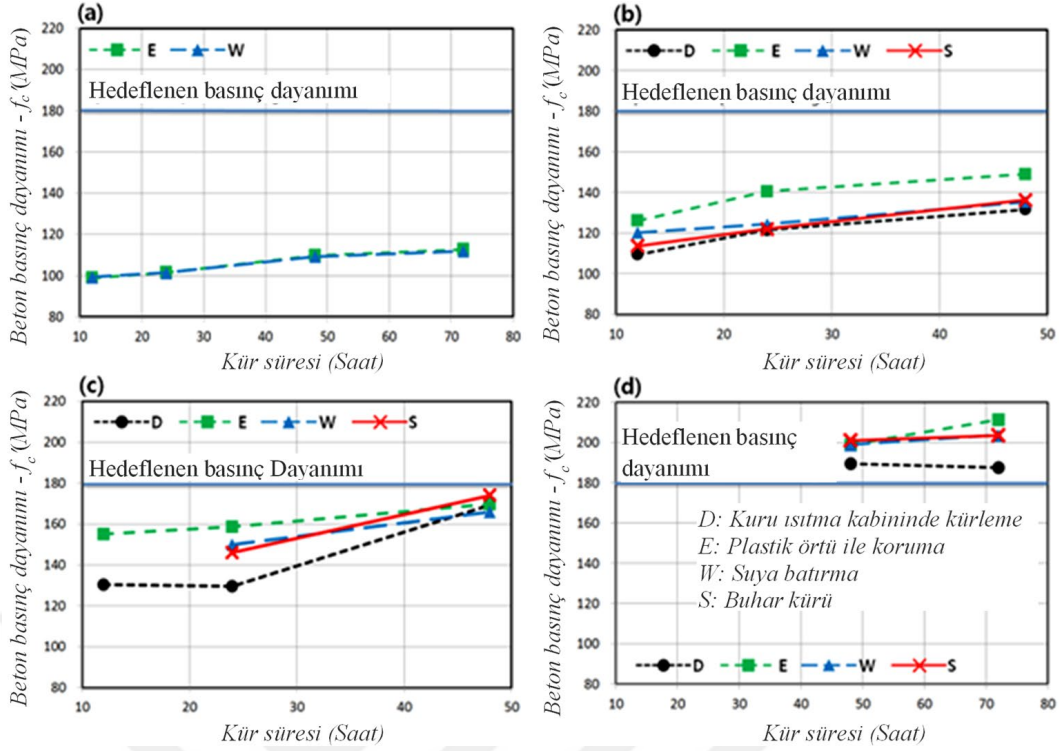 (a)
220
200
180
160
140
120
100
80
E W
Hedeflenen basınç dayanımı
10 20 30 40 50 60 70 80
Kür süresi (Saat)
Beton basınç dayanımı - fc'(MPa)
(b)
220
200
180
160
140
120
100
80
D E W S
Hedeflenen basınç dayanımı
10 20 30 40 50
Kür süresi (Saat)
Beton basınç dayanımı - fc'(MPa)
(c)
220
200
180
160
140
120
100
80
D E W S
Hedeflenen basınç Dayanımı
10 20 30 40 50
Kür süresi (Saat)
Beton basınç dayanımı - fc'(MPa)
(d)
220
200
180
160
140
120
100
80
Hedeflenen basınç
dayanımı
D: Kuru ısıtma kabininde kürleme
E: Plastik örtü ile koruma
W: Suya batırma
S: Buhar kürü
D E W S
10 20 30 40 50 60 70 80
Kür süresi (Saat)
Beton basınç dayanımı - fc'(MPa)